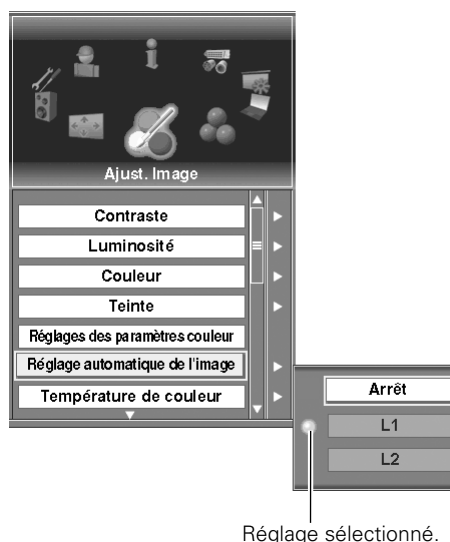 Ajust. Image
Contraste
Luminosité
Couleur
Teinte
Réglages des paramètres couleur
Réglage automatique de l'image
Température de couleur
Arrêt
L1
L2
Réglage sélectionné.